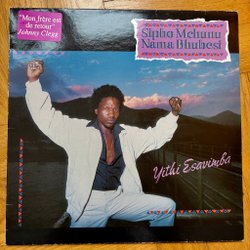 "Mon frère est
de retour"
Johnny Clegg
Sipho Mchunu
Nama Bhubesi
Yithi Esavimba